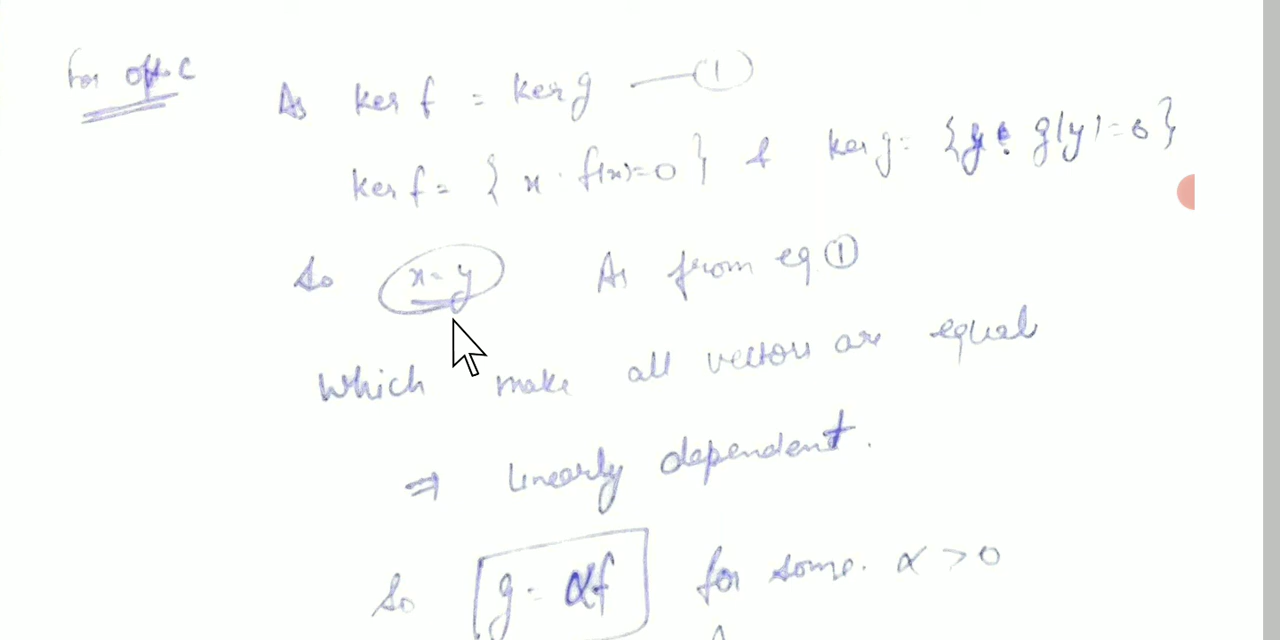 For opt C
As ker f = ker g —— ①
ker f = { x : f(x)=0 } & ker g = {y : g(y)=0}
So x=y As from eq ①
Which make all vectors are equal
⇒ linearly dependent.
So g = αf for some. α > 0